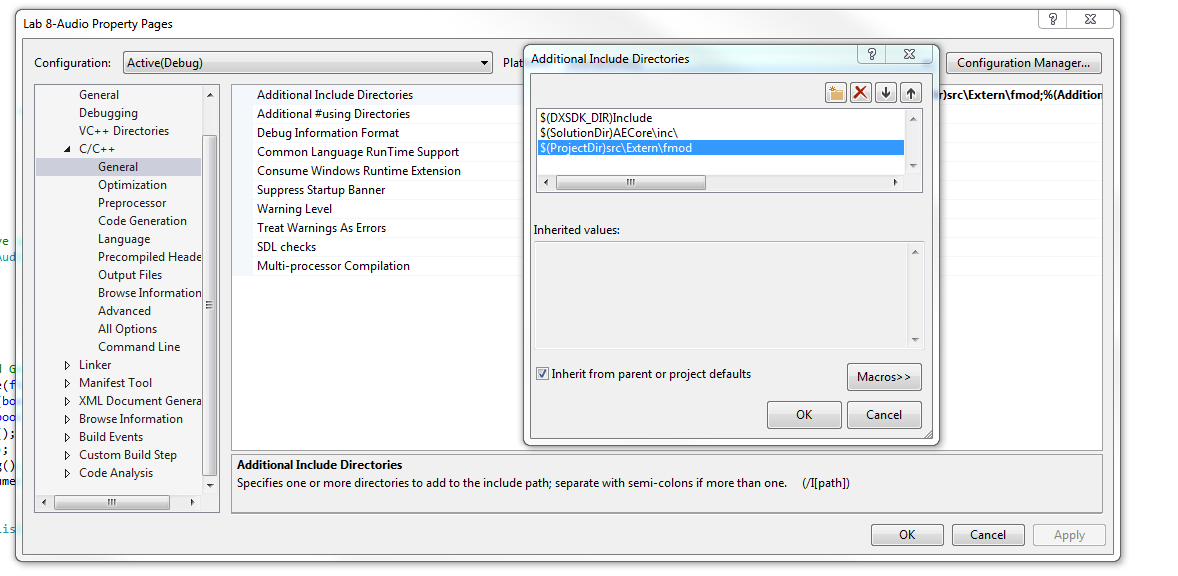 Lab 8-Audio Property Pages
Configuration: Active(Debug) Plat Configuration Manager...
General
Debugging
VC++ Directories
C/C++
General
Optimization
Preprocessor
Code Generation
Language
Precompiled Heade
Output Files
Browse Information
Advanced
All Options
Command Line
Linker
Manifest Tool
XML Document Genera
Browse Information
Build Events
Custom Build Step
Code Analysis
Additional Include Directories
Additional #using Directories
Debug Information Format
Common Language RunTime Support
Consume Windows Runtime Extension
Suppress Startup Banner
Warning Level
Treat Warnings As Errors
SDL checks
Multi-processor Compilation
r)src\Extern\fmod;%(Addition
Additional Include Directories
$(DXSDK_DIR)Include
$(SolutionDir)AECore\inc\
$(ProjectDir)src\Extern\fmod
Inherited values:
Inherit from parent or project defaults
Macros>>
OK Cancel
Additional Include Directories
Specifies one or more directories to add to the include path; separate with semi-colons if more than one. (/I[path])
OK Cancel Apply